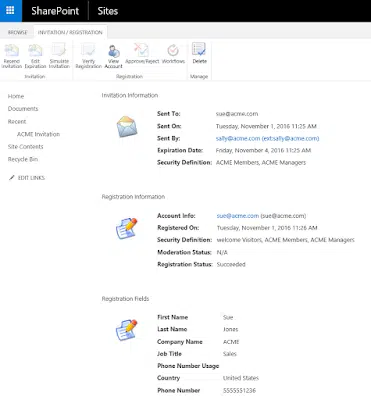 SharePoint Sites
BROWSE INVITATION / REGISTRATION
Resend Invitation
Edit Expiration
Simulate Invitation
Verify Registration
View Account
Approve/Reject
Workflows
Delete
Invitation
Registration
Manage
Home
Documents
Recent
ACME Invitation
Site Contents
Recycle Bin
EDIT LINKS
Invitation Information
Sent To: sue@acme.com
Sent On: Tuesday, November 1, 2016 11:25 AM
Sent By: sally@acme.com (ext:sally@acme.com)
Expiration Date: Friday, November 4, 2016 11:25 AM
Security Definition: ACME Members, ACME Managers
Registration Information
Account Info: sue@acme.com (sue@acme.com)
Registered On: Tuesday, November 1, 2016 11:26 AM
Security Definition: welcome Visitors, ACME Members, ACME Managers
Moderation Status: N/A
Registration Status: Succeeded
Registration Fields
First Name Sue
Last Name Jones
Company Name ACME
Job Title Sales
Phone Number Usage
Country United States
Phone Number 5555551236